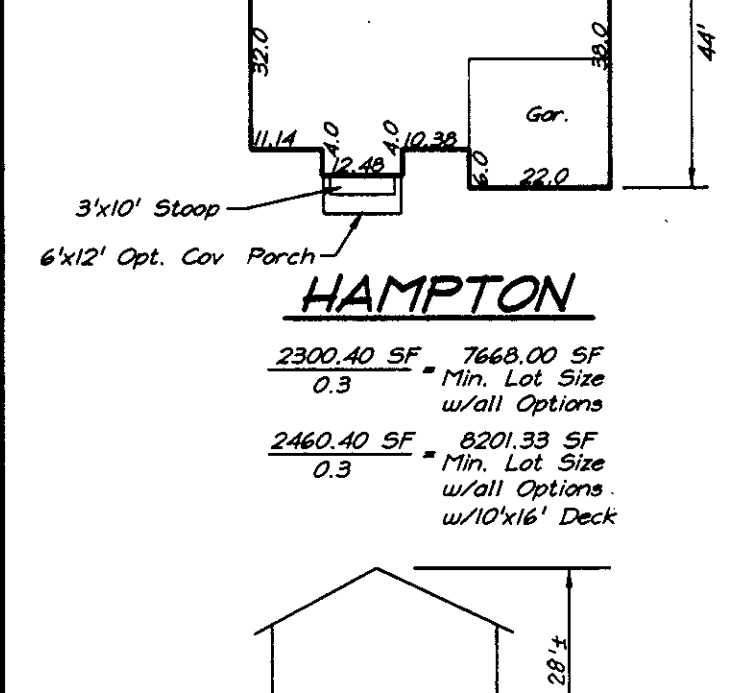 32.0
38.0
44'
Gar.
11.14
4.0
4.0
10.38
12.48
6.0
22.0
3'x10' Stoop
6'x12' Opt. Cov Porch
HAMPTON
2300.40 SF = 7668.00 SF
0.3
Min. Lot Size
w/all Options
2460.40 SF = 8201.33 SF
0.3
Min. Lot Size
w/all Options
w/10'x16' Deck
28'±